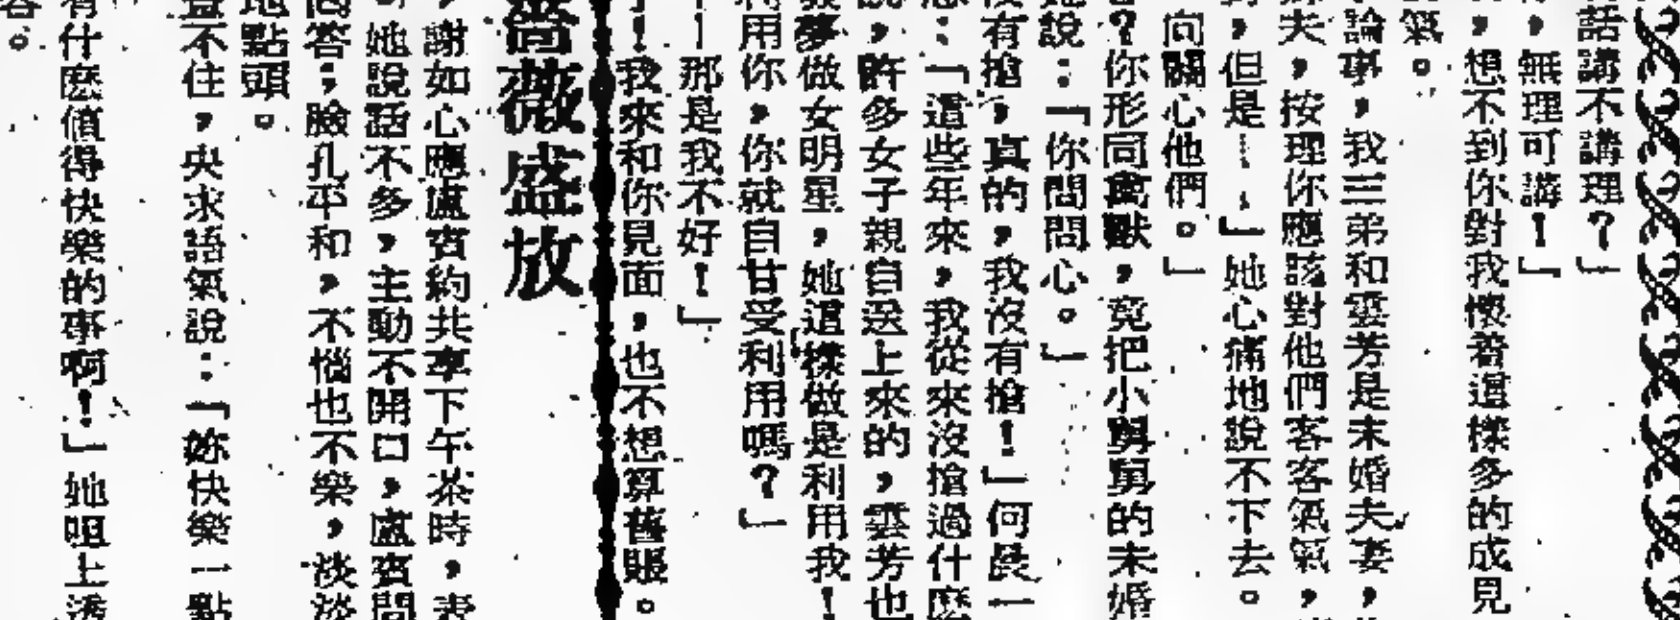 話講不講理？」
，無理可講！」
，想不到你對我懷着這樣多的成見
氣。
論事，我三弟和雲芳是未婚夫妻，
夫，按理你應該對他們客客氣氣，
，但是⋯⋯」她心痛地說不下去。
向關心他們。」
？你形同禽獸，竟把小舅舅的未婚
說：「你問問心。」
有搶，真的，我沒有搶！」何晨一
：「這些年來，我從來沒搶過什麼
，許多女子親自送上來的，雲芳也
夢做女明星，她這樣做是利用我！
利用你，你就自甘受利用嗎？」
——那是我不好！」
！我來和你見面，也不想算舊賬。
薔薇盛放
，謝如心應盧賓約共享下午茶時，表
，她說話不多，主動不開口，盧賓問
回答；臉孔平和，不惱也不樂，淡淡
地點頭。
不住，央求語氣說：「妳快樂一點
有什麼值得快樂的事啊！」她咀上透
容。